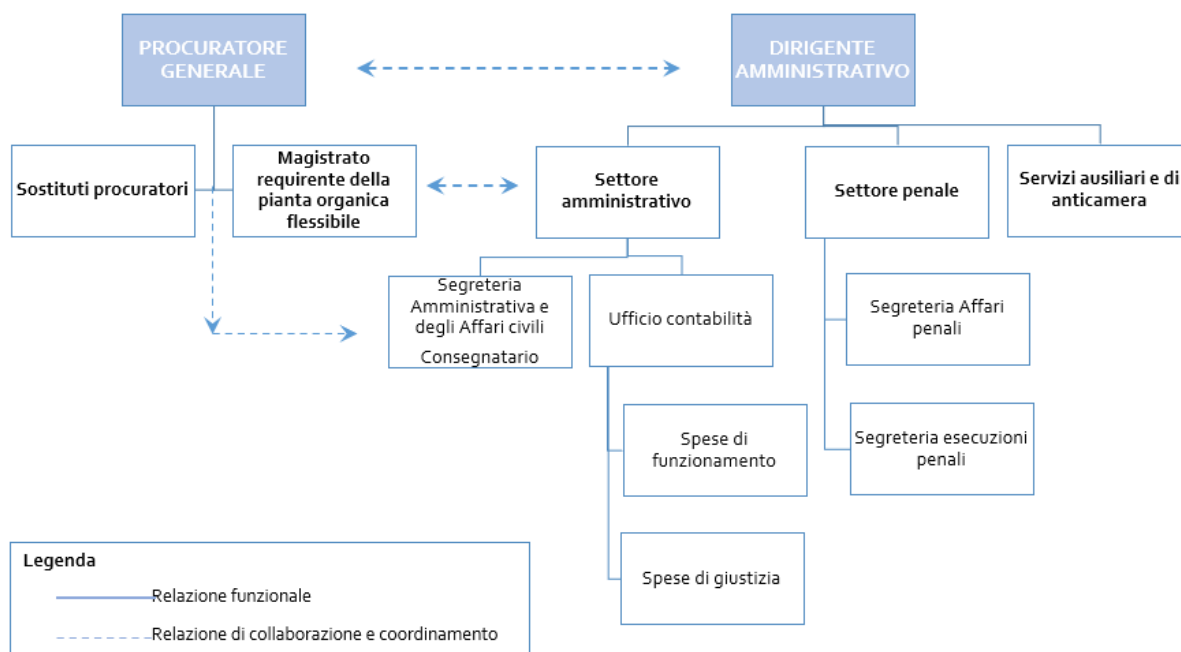 PROCURATORE
GENERALE
DIRIGENTE
AMMINISTRATIVO
Sostituti procuratori
Magistrato
requirente della
pianta organica
flessibile
Settore
amministrativo
Settore penale
Servizi ausiliari e di
anticamera
Segreteria
Amministrativa e
degli Affari civili
Consegnatario
Ufficio contabilità
Segreteria Affari
penali
Spese di
funzionamento
Segreteria esecuzioni
penali
Spese di giustizia
Legenda
Relazione funzionale
Relazione di collaborazione e coordinamento